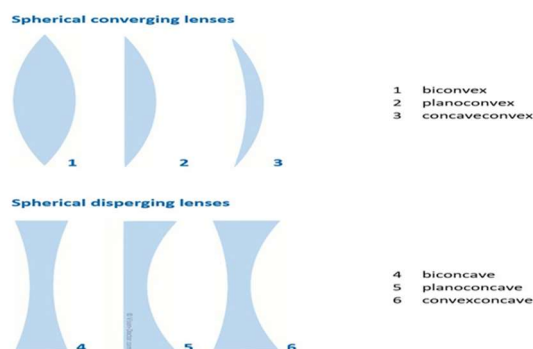 Spherical converging lenses
1 biconvex
2 planoconvex
3 concaveconvex
1 2 3
Spherical disperging lenses
4 biconcave
5 planoconcave
6 convexconcave
4 5 6